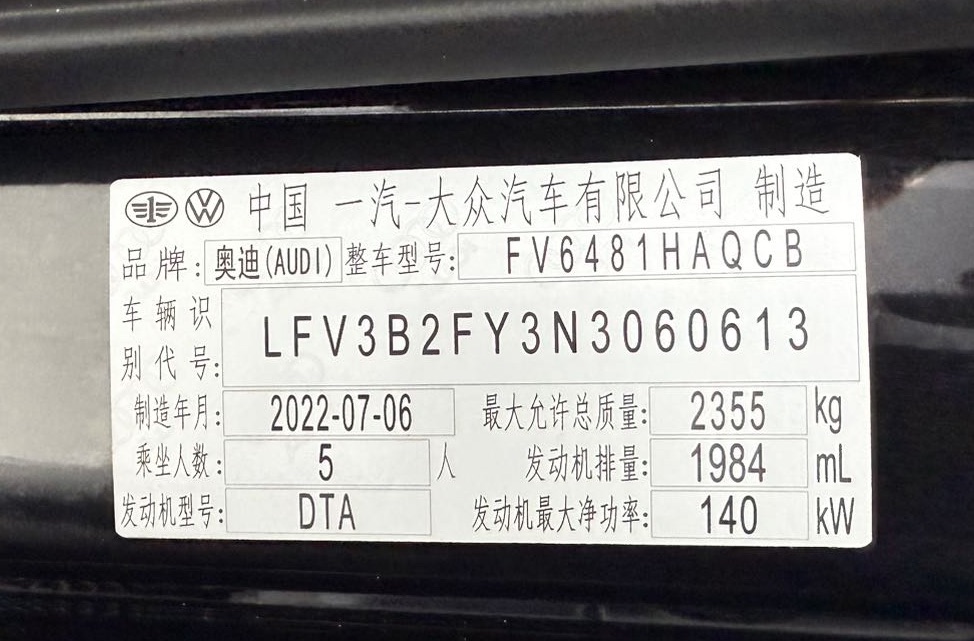 中国 一汽-大众汽车有限公司 制造
品牌: 奥迪(AUDI) 整车型号: FV6481HAQCB
车辆识别代号: LFV3B2FY3N3060613
制造年月: 2022-07-06 最大允许总质量: 2355 kg
乘坐人数: 5 人 发动机排量: 1984 mL
发动机型号: DTA 发动机最大净功率: 140 kW